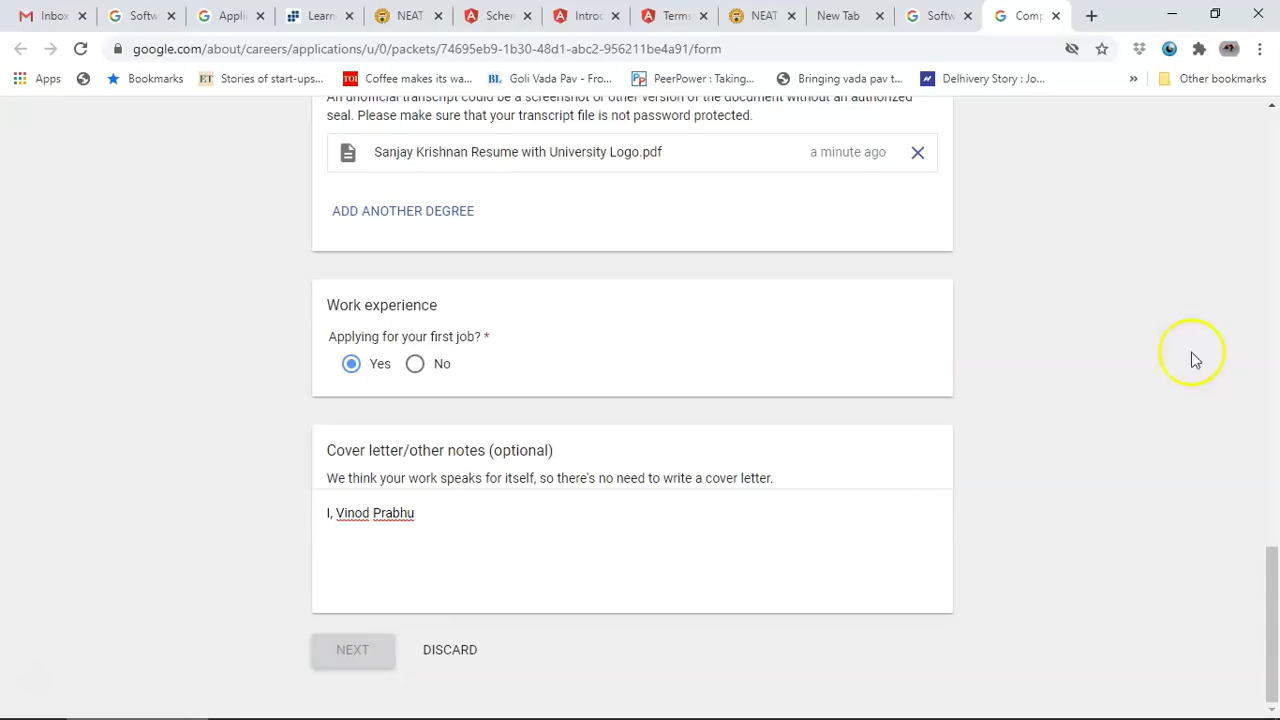 Inbox
Softw
Appli
Learn
NEAT
Scher
Introd
Terms
NEAT
New Tab
Softw
Comp
google.com/about/careers/applications/u/0/packets/74695eb9-1b30-48d1-abc2-956211be4a91/form
Apps
Bookmarks
ET
Stories of start-ups...
TOI
Coffee makes its wa...
BL
Goli Vada Pav - Fro...
PeerPower : Taking...
Bringing vada pav t...
Delhivery Story : Jo...
»
Other bookmarks
An unofficial transcript could be a screenshot or other version of the document without an authorized
seal. Please make sure that your transcript file is not password protected.
Sanjay Krishnan Resume with University Logo.pdf a minute ago
ADD ANOTHER DEGREE
Work experience
Applying for your first job? *
Yes No
Cover letter/other notes (optional)
We think your work speaks for itself, so there's no need to write a cover letter.
I, Vinod Prabhu
NEXT DISCARD